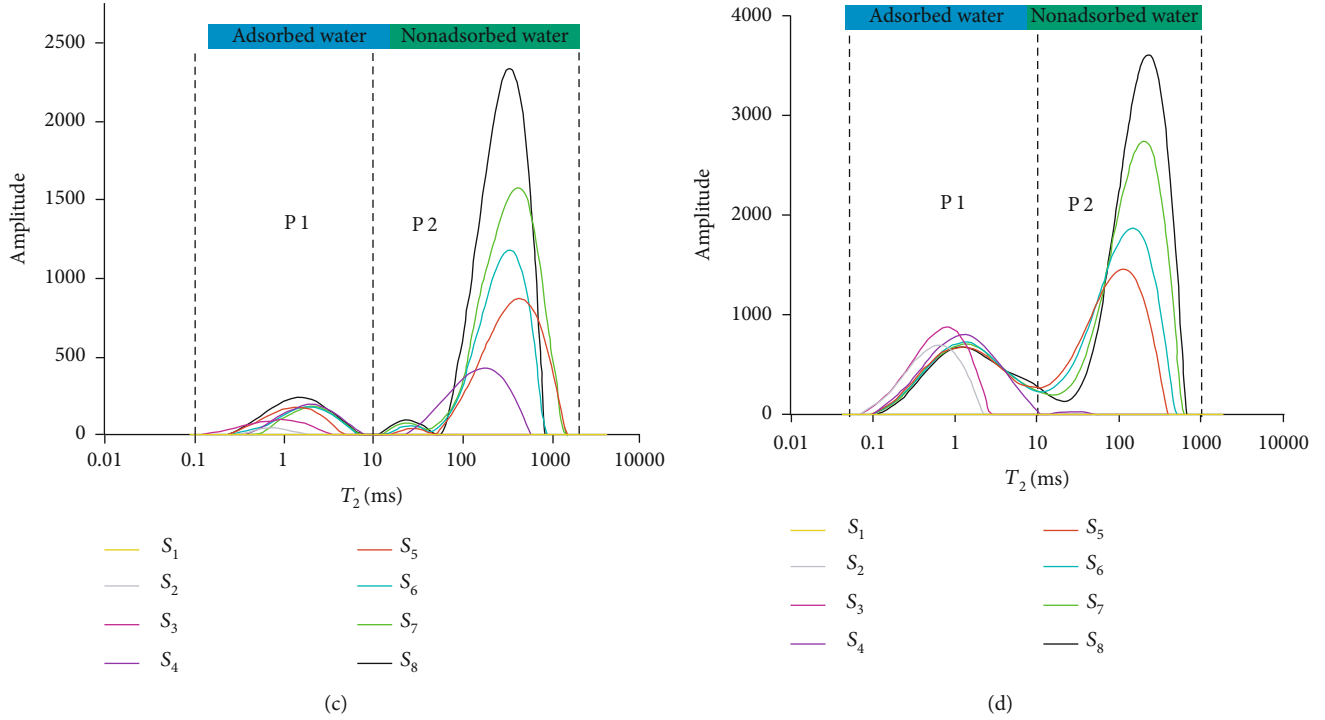 Adsorbed water Nonadsorbed water
2500
2000
1500
1000
500
0
Amplitude
P 1
P 2
0.01 0.1 1 10 100 1000 10000
T2 (ms)
S1 S5
S2 S6
S3 S7
S4 S8
(c)
Adsorbed water Nonadsorbed water
4000
3000
2000
1000
0
Amplitude
P 1
P 2
0.01 0.1 1 10 100 1000 10000
T2 (ms)
S1 S5
S2 S6
S3 S7
S4 S8
(d)